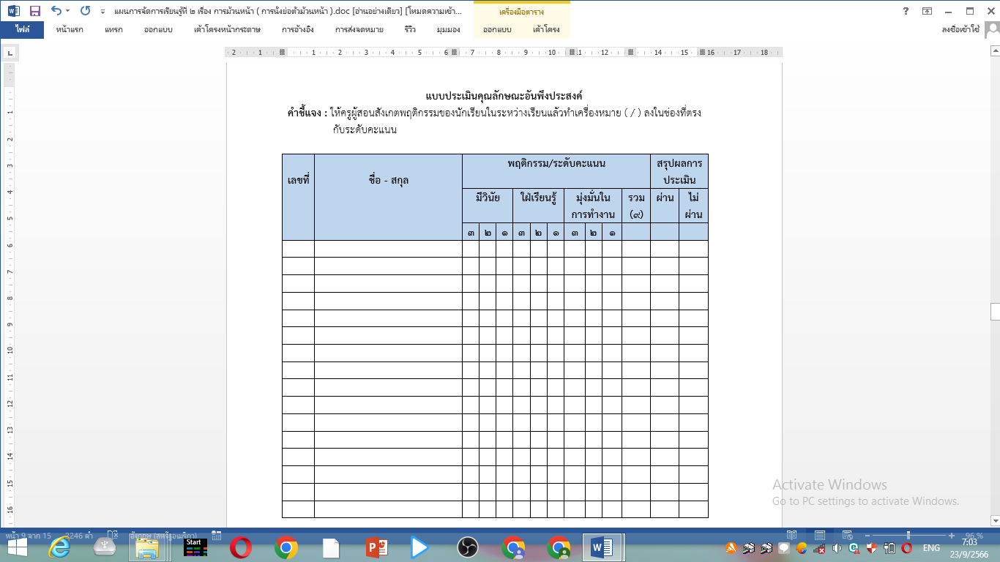 แผนการจัดการเรียนรู้ที่ ๒ เรื่อง การม้วนหน้า ( การนั่งย่อตัวม้วนหน้า ).doc [อ่านอย่างเดียว] [โหมดความเข้า...
เครื่องมือตาราง
ไฟล์ หน้าแรก แทรก ออกแบบ เค้าโครงหน้ากระดาษ การอ้างอิง การส่งจดหมาย รีวิว มุมมอง ออกแบบ เค้าโครง ลงชื่อเข้าใช้
2 1 1 2 3 4 5 6 7 8 9 10 11 12 14 15 16 17 18
แบบประเมินคุณลักษณะอันพึงประสงค์
คำชี้แจง : ให้ครูผู้สอนสังเกตพฤติกรรมของนักเรียนในระหว่างเรียนแล้วทำเครื่องหมาย ( / ) ลงในช่องที่ตรง
กับระดับคะแนน
เลขที่ ชื่อ - สกุล พฤติกรรม/ระดับคะแนน สรุปผลการ
ประเมิน
มีวินัย ใฝ่เรียนรู้ มุ่งมั่นใน รวม ผ่าน ไม่
การทำงาน (๙) ผ่าน
๓ ๒ ๑ ๓ ๒ ๑ ๓ ๒ ๑
1
2
3
4
5
6
7
8
9
10
11
12
13
14
15
16
Activate Windows
Go to PC settings to activate Windows.
หน้า 9 จาก 15 2246 คำ อังกฤษ (สหรัฐอเมริกา) 96 %
Start
ENG
7:03
23/9/2566